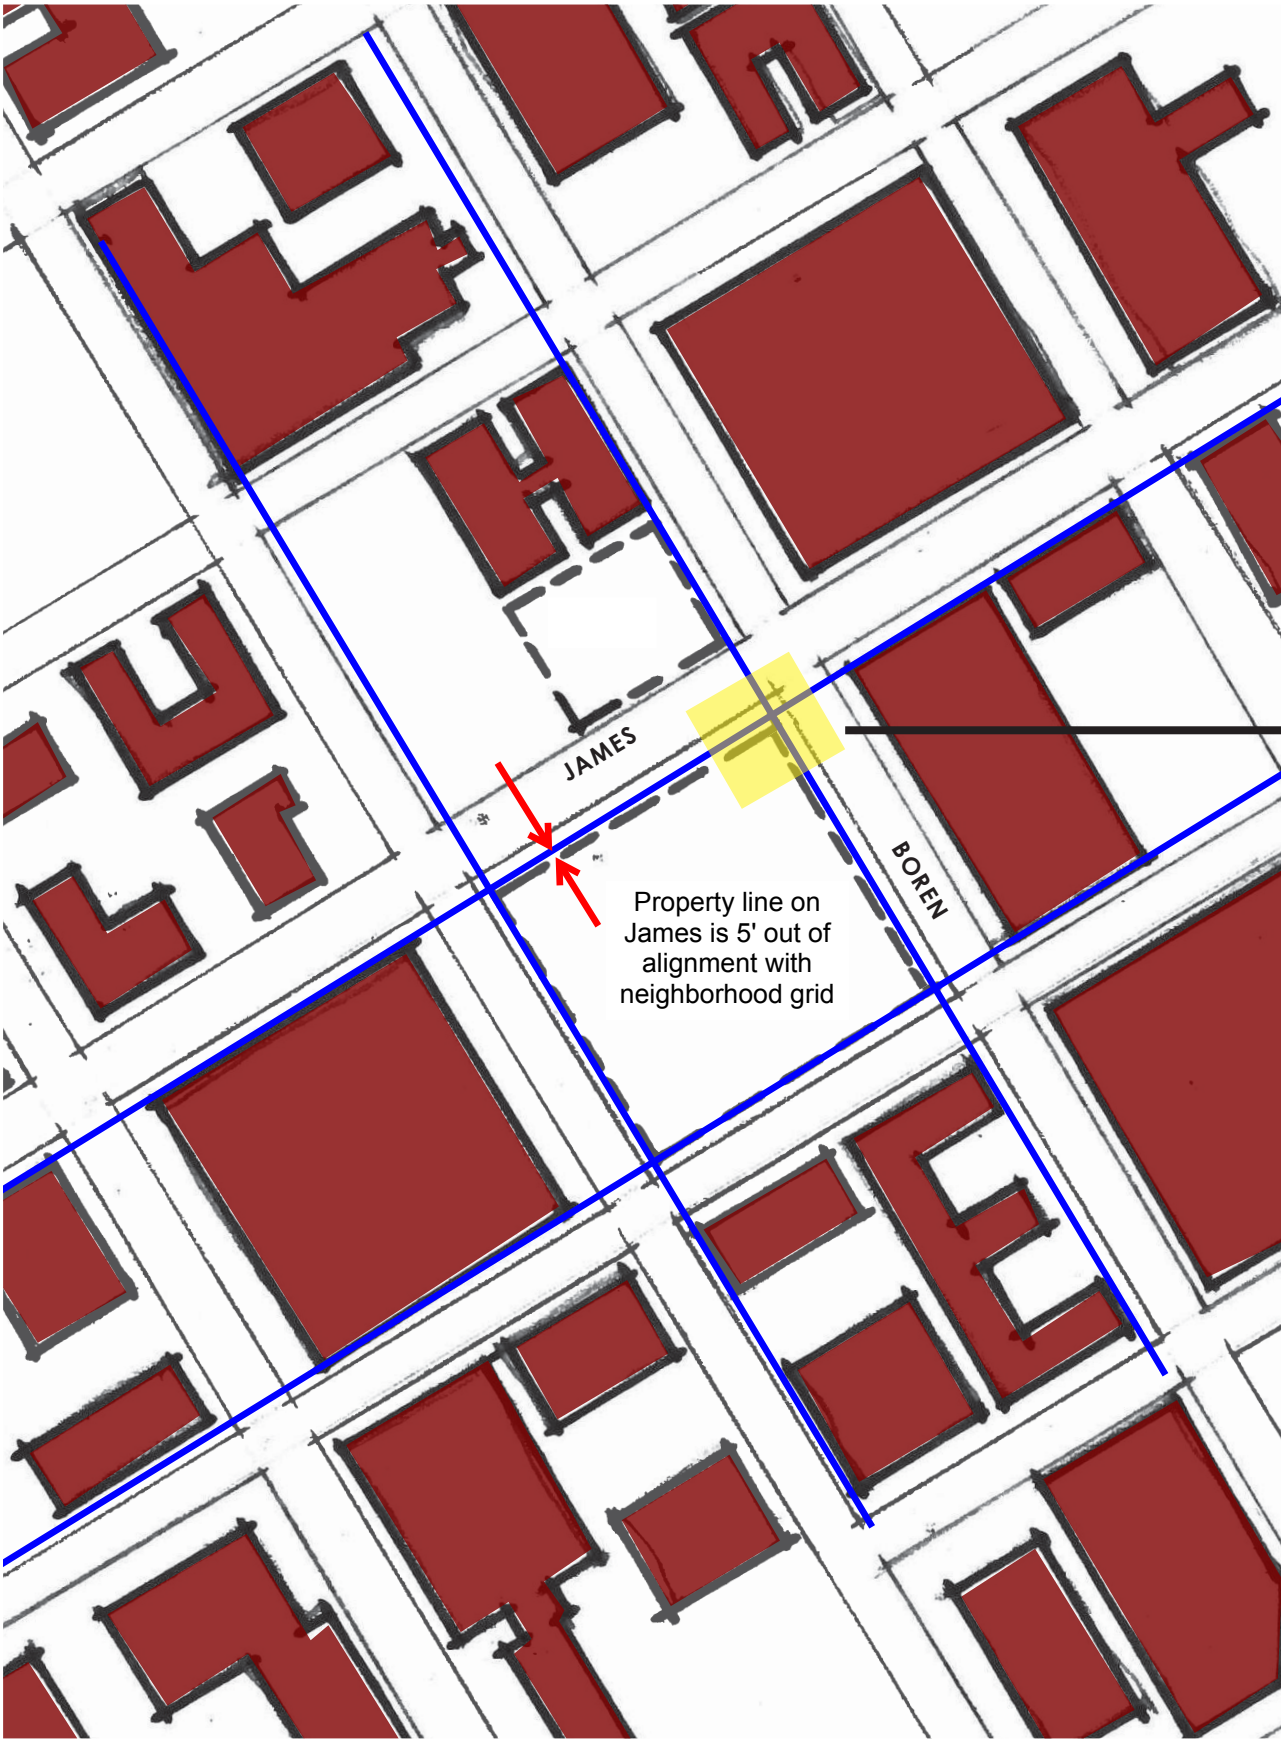 JAMES
BOREN
Property line on
James is 5' out of
alignment with
neighborhood grid